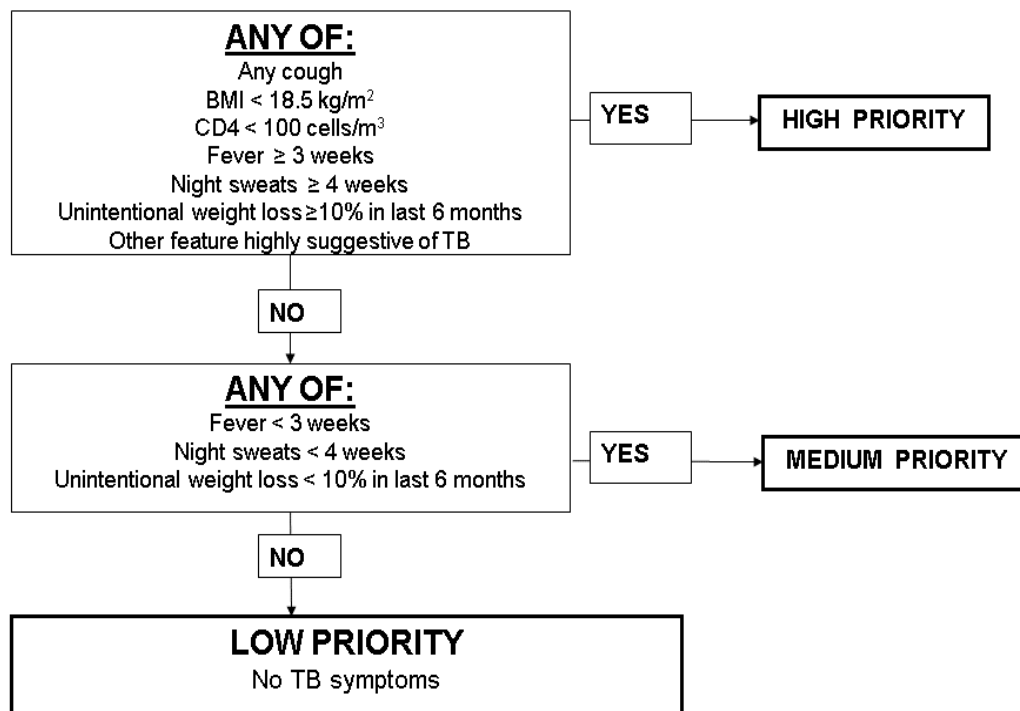 ANY OF:
Any cough
BMI < 18.5 kg/m²
CD4 < 100 cells/m³
Fever ≥ 3 weeks
Night sweats ≥ 4 weeks
Unintentional weight loss ≥10% in last 6 months
Other feature highly suggestive of TB
YES
HIGH PRIORITY
NO
ANY OF:
Fever < 3 weeks
Night sweats < 4 weeks
Unintentional weight loss < 10% in last 6 months
YES
MEDIUM PRIORITY
NO
LOW PRIORITY
No TB symptoms